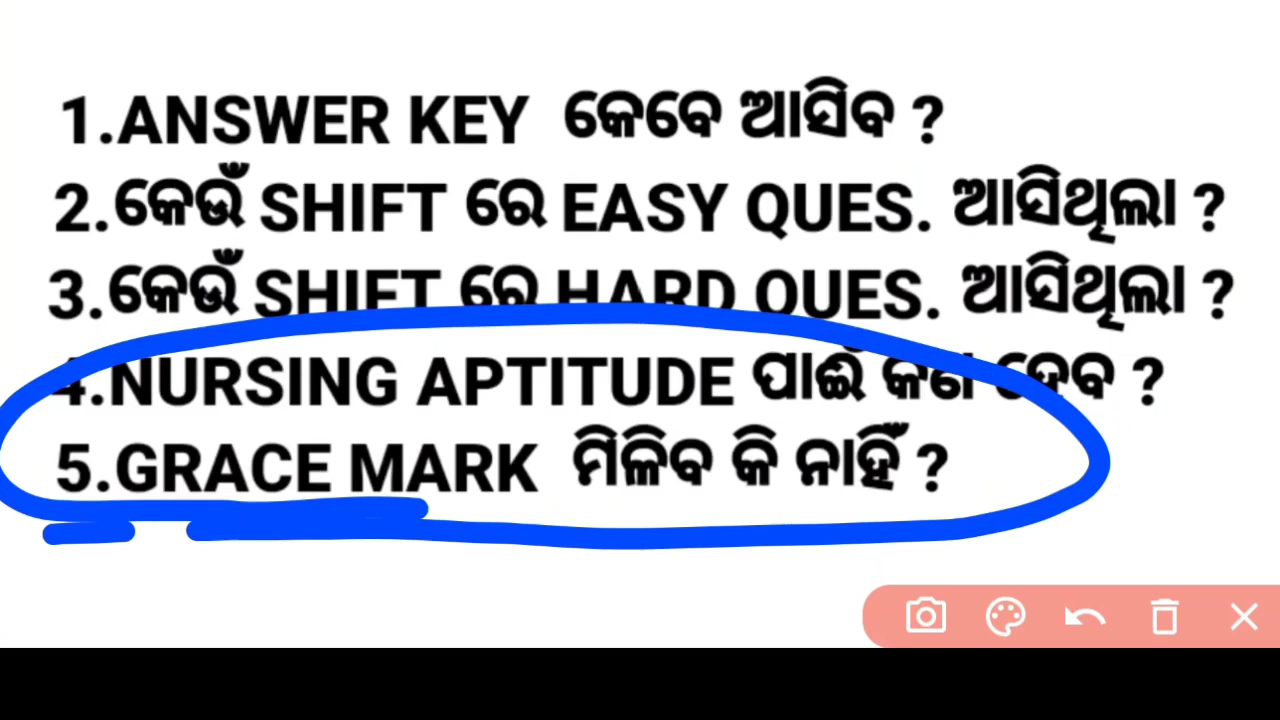 1.ANSWER KEY କେବେ ଆସିବ ?
2.କେଉଁ SHIFT ରେ EASY QUES. ଆସିଥିଲା ?
3.କେଉଁ SHIFT ରେ HARD QUES. ଆସିଥିଲା ?
4.NURSING APTITUDE ପାଈ କଣ ହେବ ?
5.GRACE MARK ମିଳିବ କି ନାହିଁ ?